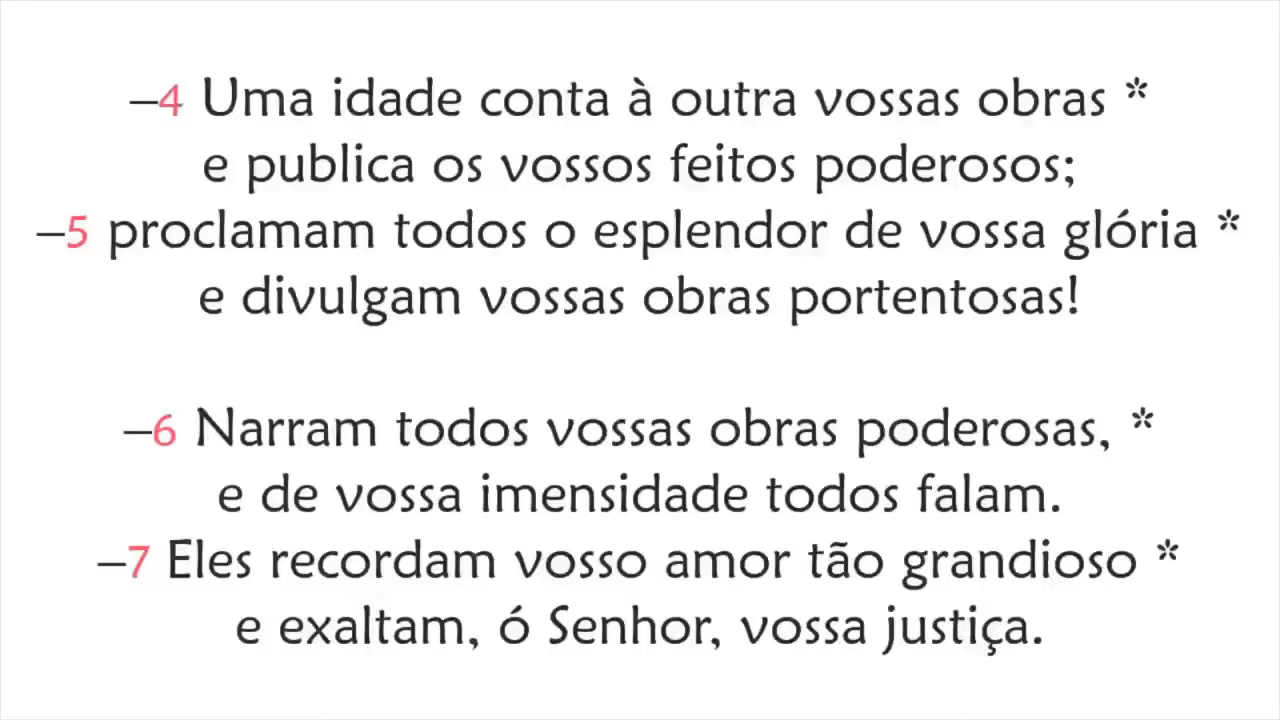 –4 Uma idade conta à outra vossas obras *
e publica os vossos feitos poderosos;
–5 proclamam todos o esplendor de vossa glória *
e divulgam vossas obras portentosas!
–6 Narram todos vossas obras poderosas, *
e de vossa imensidade todos falam.
–7 Eles recordam vosso amor tão grandioso *
e exaltam, ó Senhor, vossa justiça.